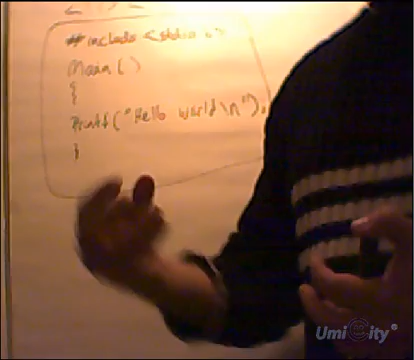 #include <stdio.h>
Main()
{
Printf("Hello World\n");
}
UmiCity®